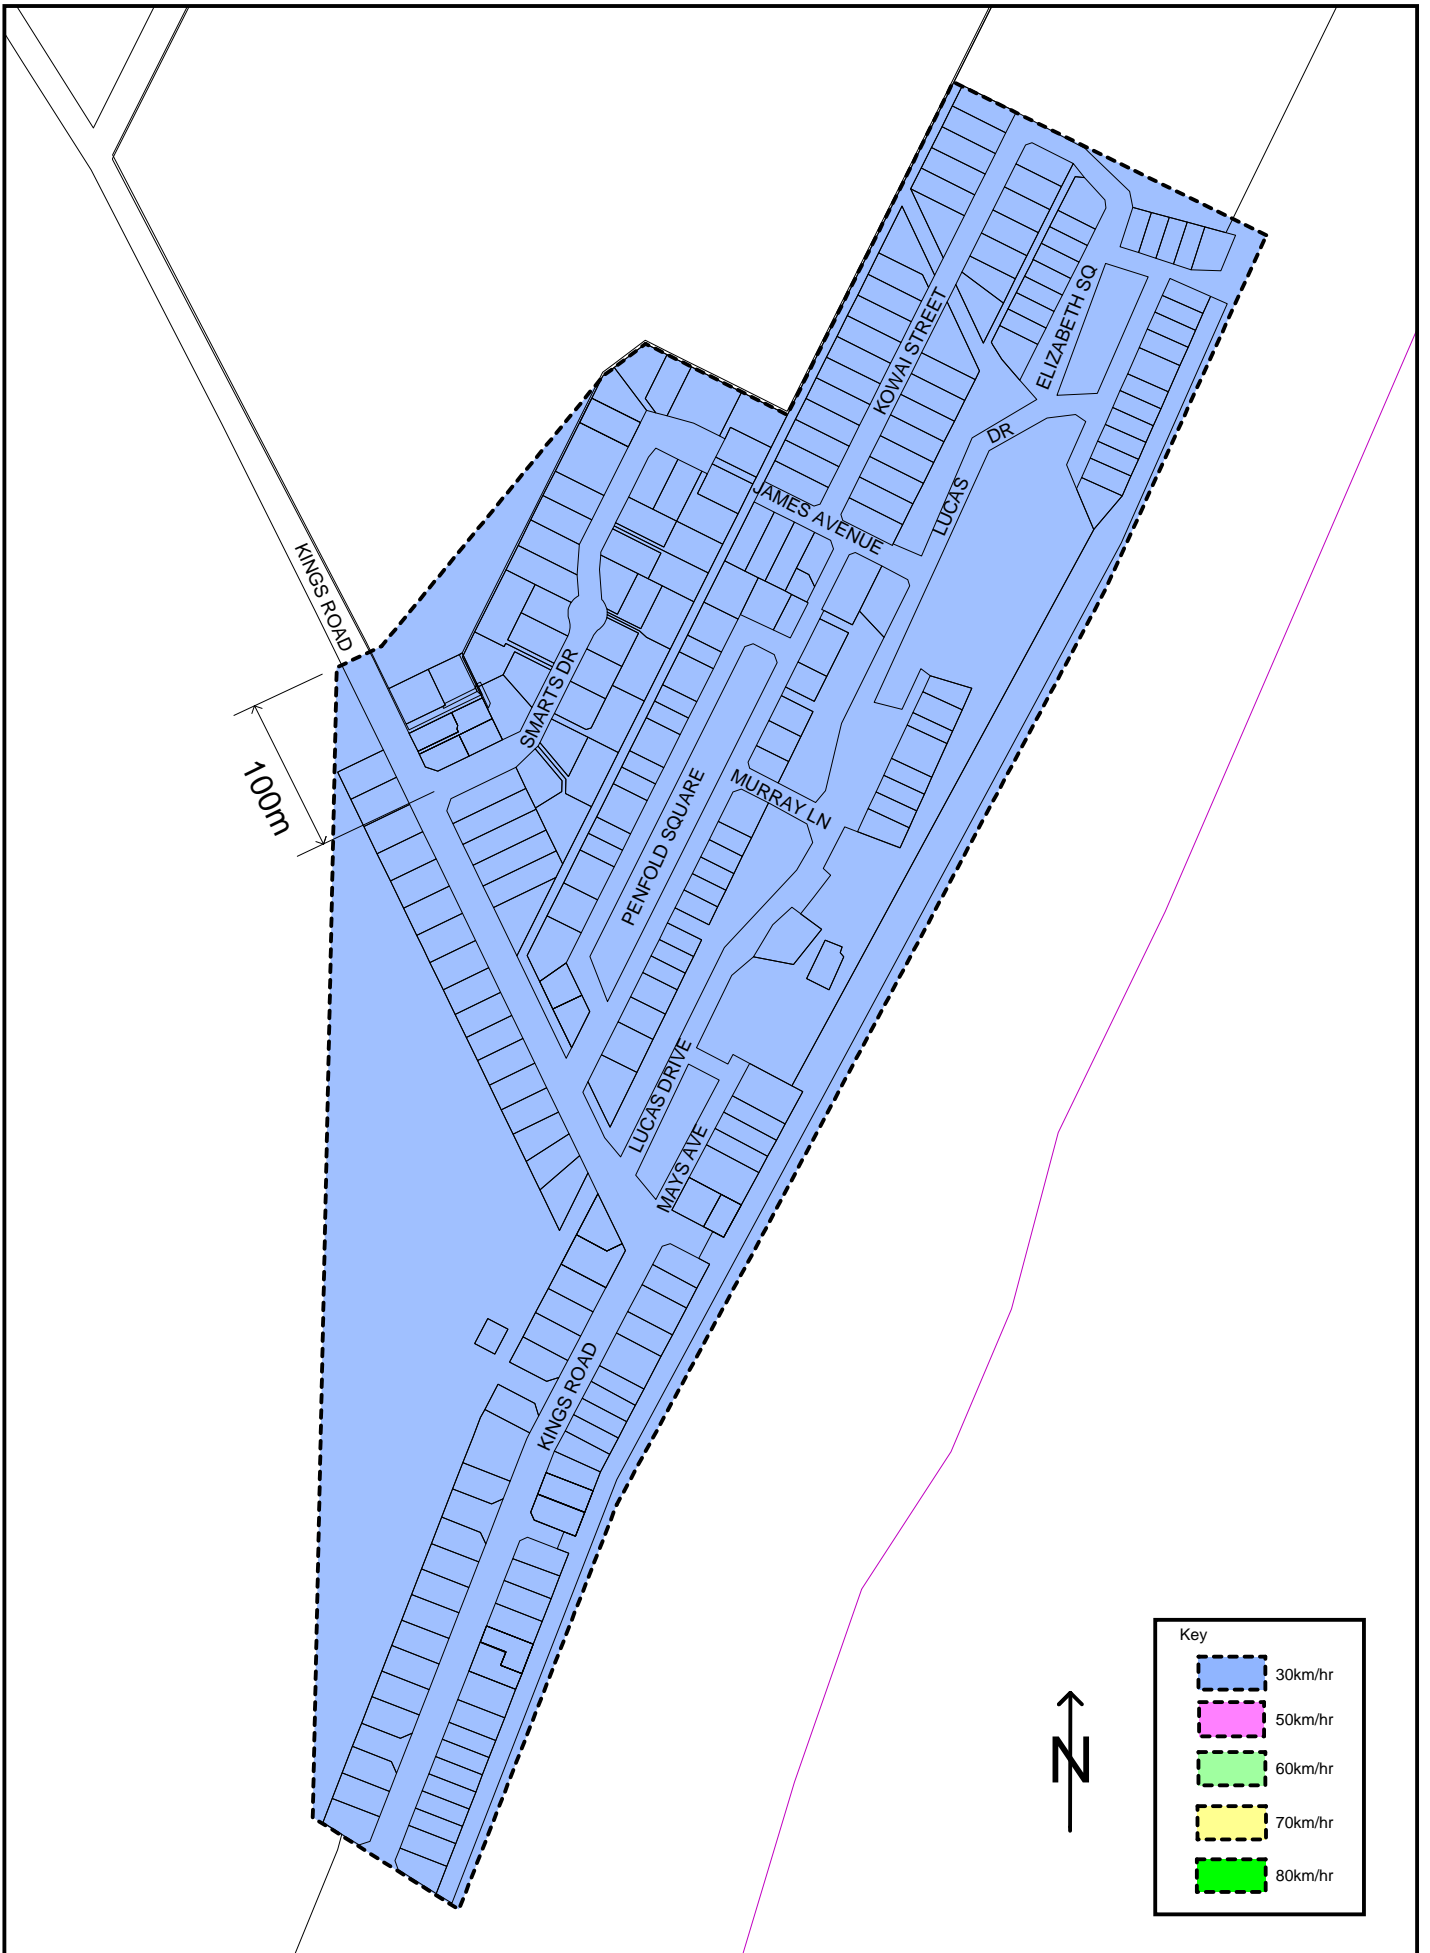 KOWAI STREET
ELIZABETH SQ
DR
LUCAS
JAMES AVENUE
KINGS ROAD
SMARTS DR
100m
MURRAY LN
PENFOLD SQUARE
LUCAS DRIVE
MAYS AVE
KINGS ROAD
N
Key
30km/hr
50km/hr
60km/hr
70km/hr
80km/hr